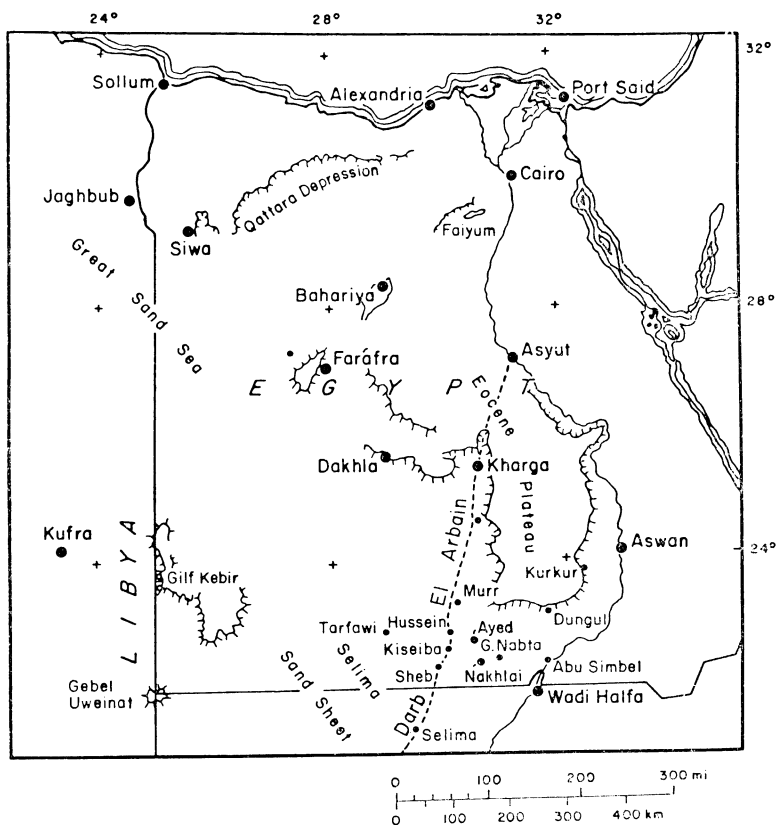 24° 28° 32°
32°
Sollum
Alexandria
Port Said
Cairo
Qattara Depression
Jaghbub
Siwa
Faiyum
Great Sand Sea
Bahariya
28°
Farafra
Asyut
E G Y P T
Eocene Plateau
Dakhla
Kharga
Kufra
LIBYA
Gilf Kebir
Darb El Arbain
Aswan
24°
Kurkur
Murr
Dungul
Tarfawi
Hussein
Ayed
Kiseiba
G. Nabta
Sheb
Nakhlai
Abu Simbel
Selima Sand Sheet
Gebel
Uweinat
Wadi Halfa
Selima
0 100 200 300 mi
0 100 200 300 400 km